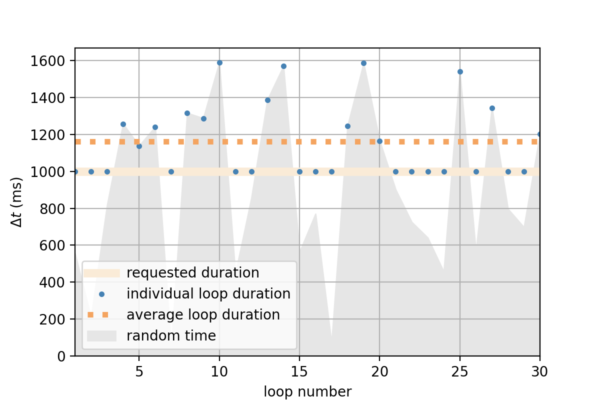 1600
1400
1200
1000
800
600
400
200
0
Δt (ms)
requested duration
individual loop duration
average loop duration
random time
5 10 15 20 25 30
loop number